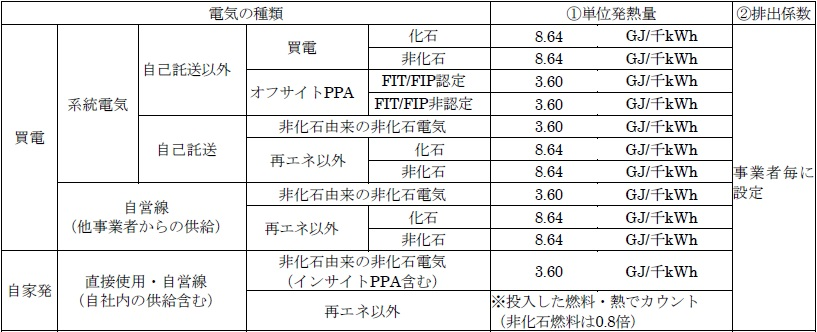 電気の種類 ①単位発熱量 ②排出係数
買電 系統電気 自己託送以外 買電 化石 8.64 GJ/千kWh 事業者毎に設定
非化石 8.64 GJ/千kWh
オフサイトPPA FIT/FIP認定 3.60 GJ/千kWh
FIT/FIP非認定 3.60 GJ/千kWh
自己託送 非化石由来の非化石電気 3.60 GJ/千kWh
再エネ以外 化石 8.64 GJ/千kWh
非化石 8.64 GJ/千kWh
自営線
（他事業者からの供給） 非化石由来の非化石電気 3.60 GJ/千kWh
再エネ以外 化石 8.64 GJ/千kWh
非化石 8.64 GJ/千kWh
自家発 直接使用・自営線
（自社内の供給含む） 非化石由来の非化石電気
（インサイトPPA含む） 3.60 GJ/千kWh
再エネ以外 ※投入した燃料・熱でカウント
（非化石燃料は0.8倍）